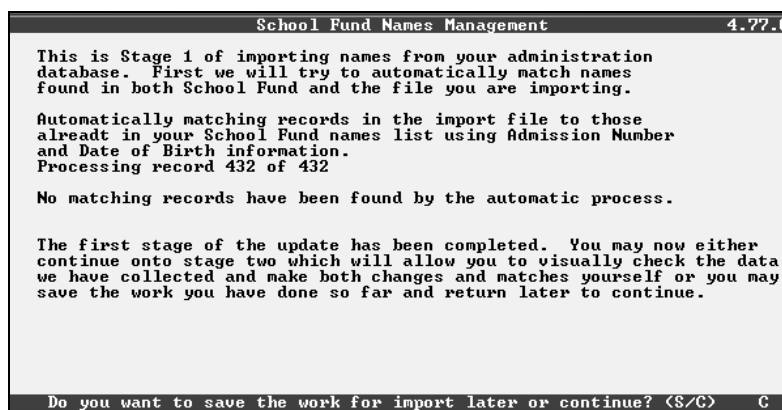 School Fund Names Management 4.77.
This is Stage 1 of importing names from your administration
database. First we will try to automatically match names
found in both School Fund and the file you are importing.
Automatically matching records in the import file to those
alreadt in your School Fund names list using Admission Number
and Date of Birth information.
Processing record 432 of 432
No matching records have been found by the automatic process.
The first stage of the update has been completed. You may now either
continue onto stage two which will allow you to visually check the data
we have collected and make both changes and matches yourself or you may
save the work you have done so far and return later to continue.
Do you want to save the work for import later or continue? (S/C) C